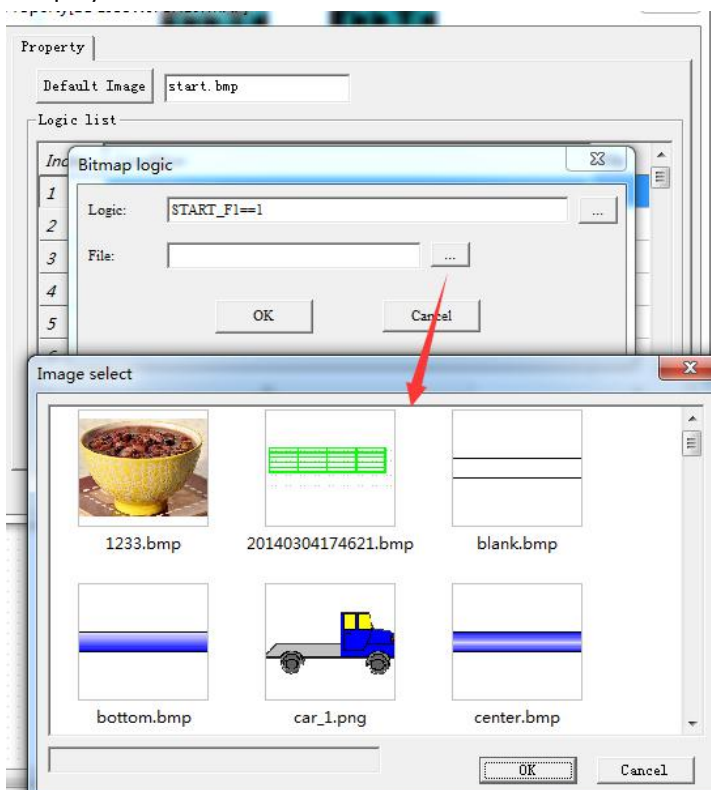 Property
Default Image start.bmp
Logic list
Bitmap logic
1
Logic: START_F1==1 ...
2
3 File: ...
4
OK Cancel
5
Image select
1233.bmp 20140304174621.bmp blank.bmp
bottom.bmp car_1.png center.bmp
OK Cancel